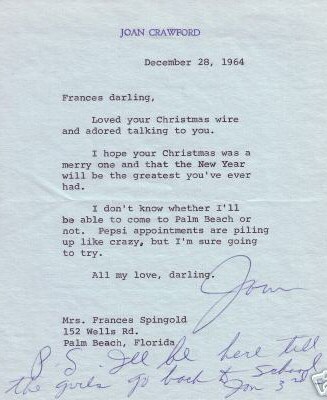 JOAN CRAWFORD
December 28, 1964
Frances darling,
Loved your Christmas wire
and adored talking to you.
I hope your Christmas was a
merry one and that the New Year
will be the greatest you've ever
had.
I don't know whether I'll
be able to come to Palm Beach or
not. Pepsi appointments are piling
up like crazy, but I'm sure going
to try.
All my love, darling.
Joan
Mrs. Frances Spingold
152 Wells Rd.
Palm Beach, Florida
P. S. I'll be here till
the girls go back to School
Jan 3rd